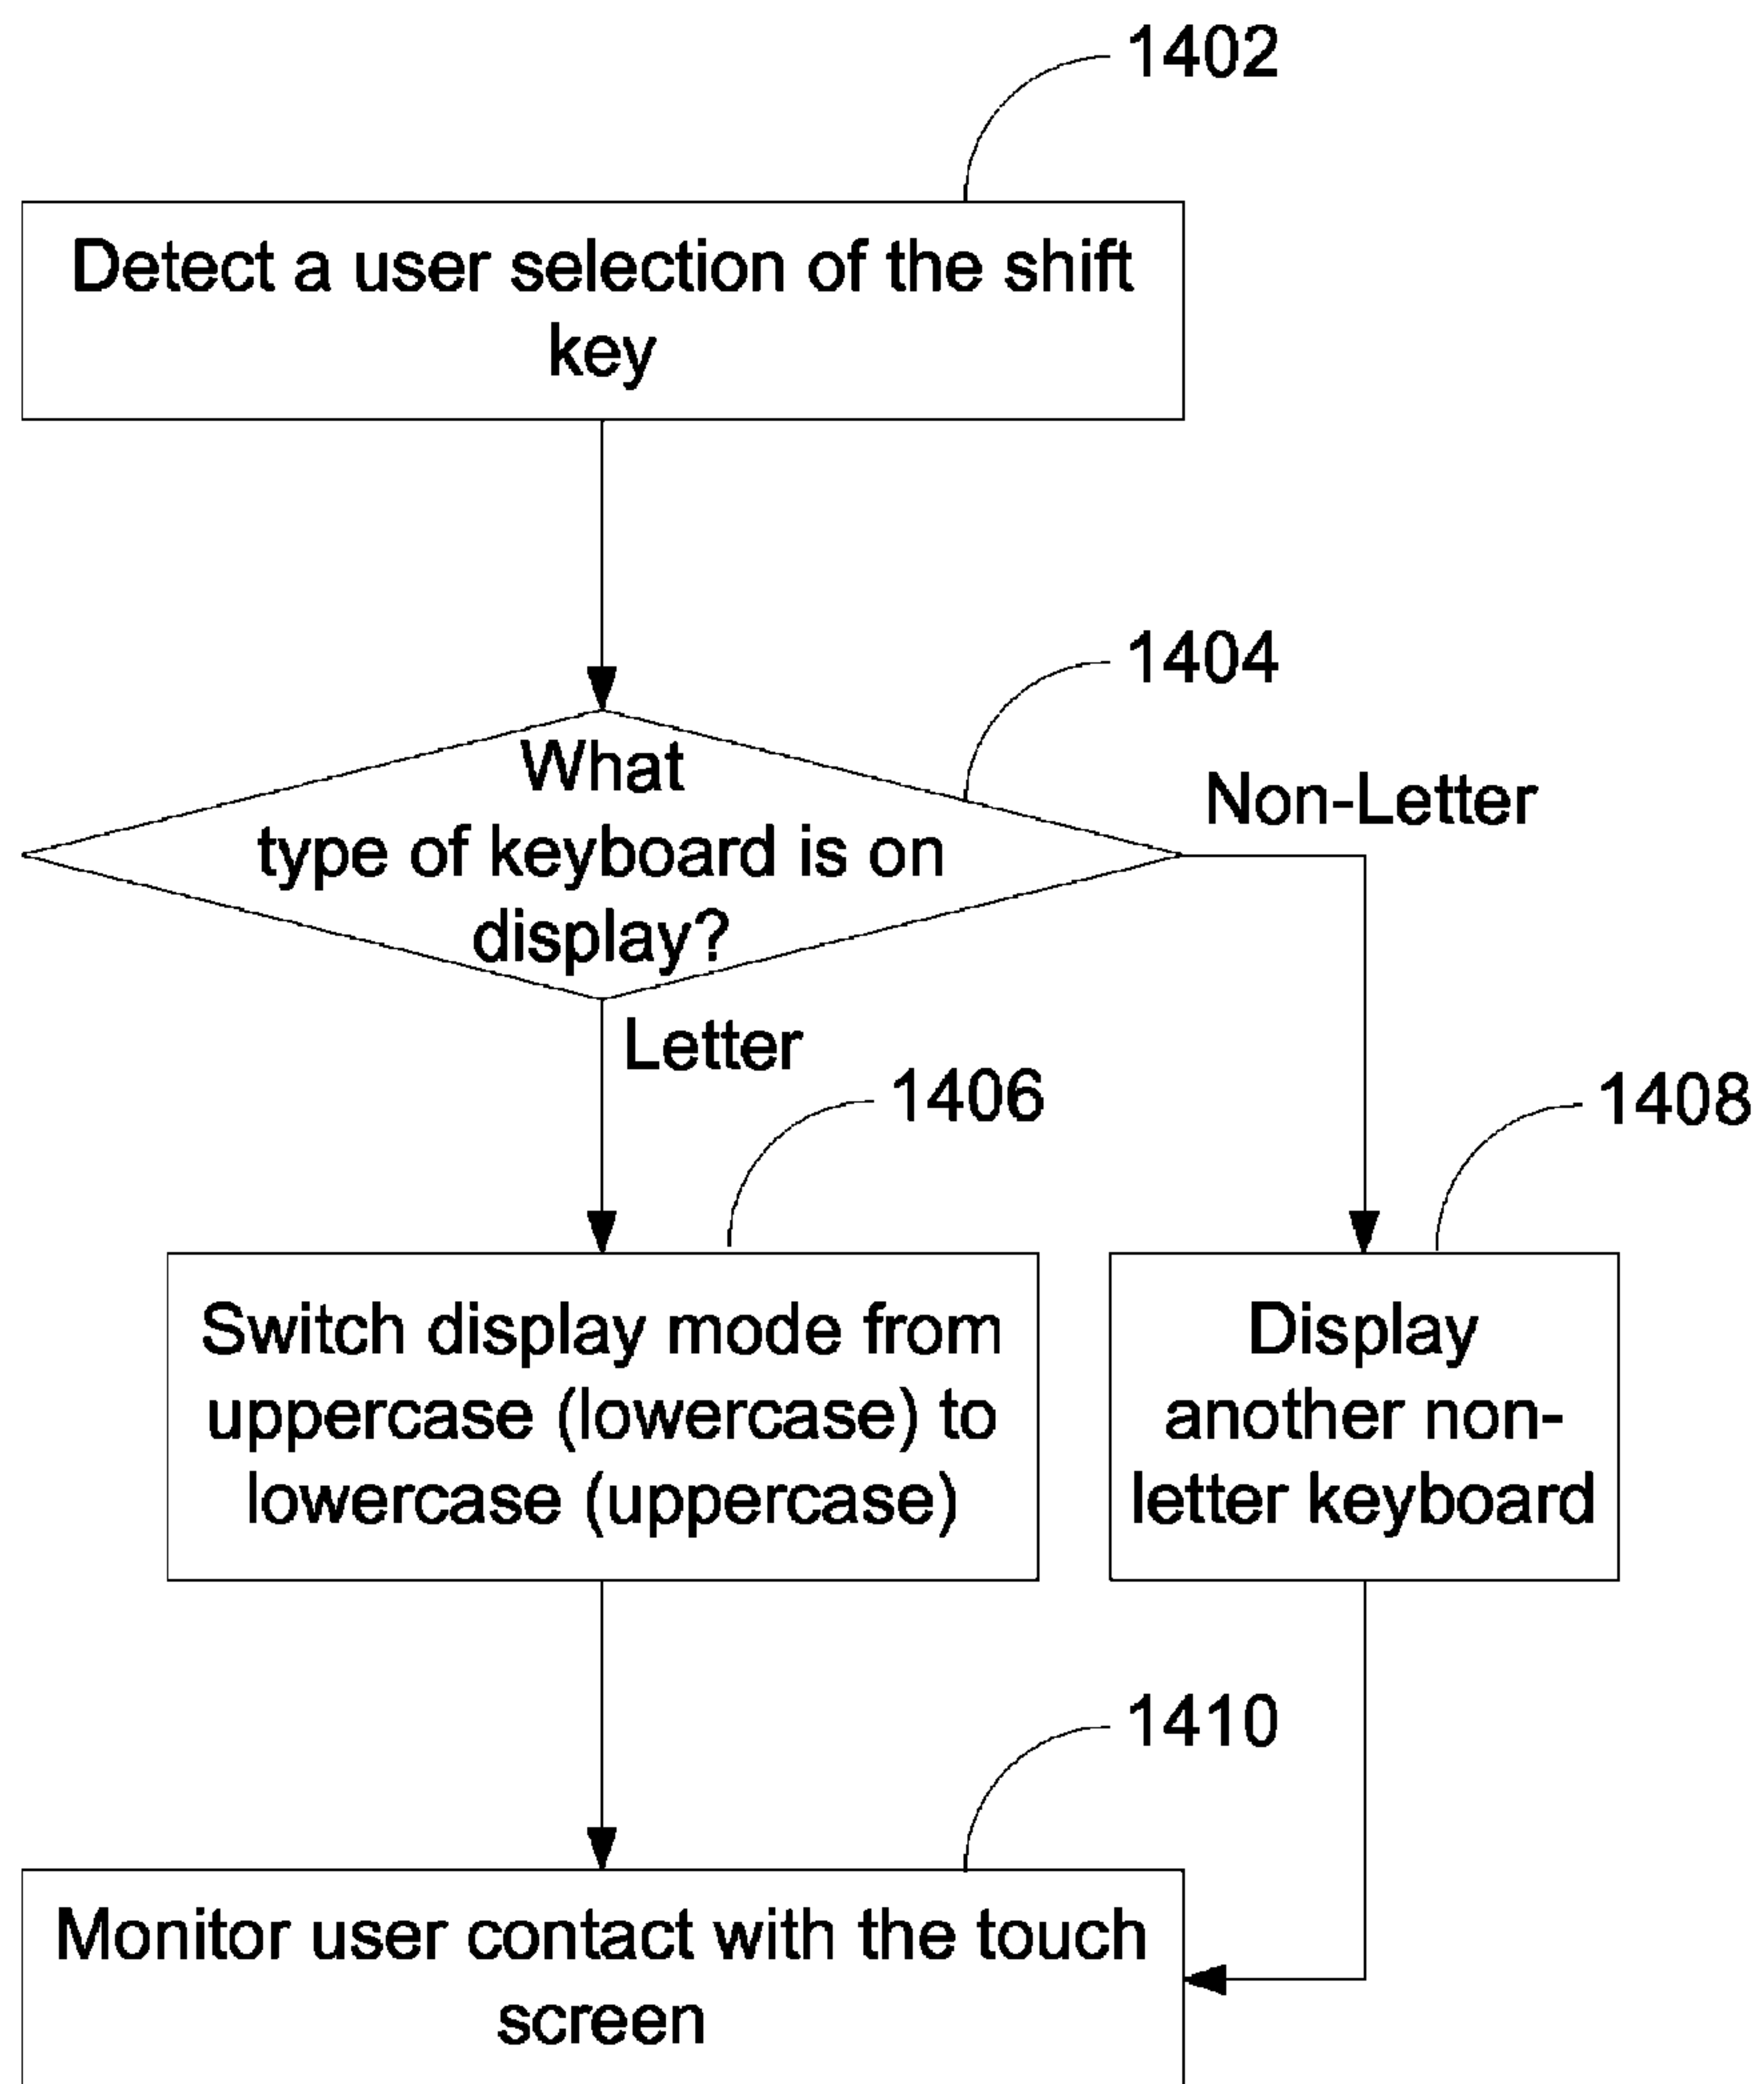 1402
Detect a user selection of the shift
key
1404
What
type of keyboard is on
display?
Non-Letter
Letter
1406
1408
Switch display mode from
uppercase (lowercase) to
lowercase (uppercase)
Display
another non-
letter keyboard
1410
Monitor user contact with the touch
screen